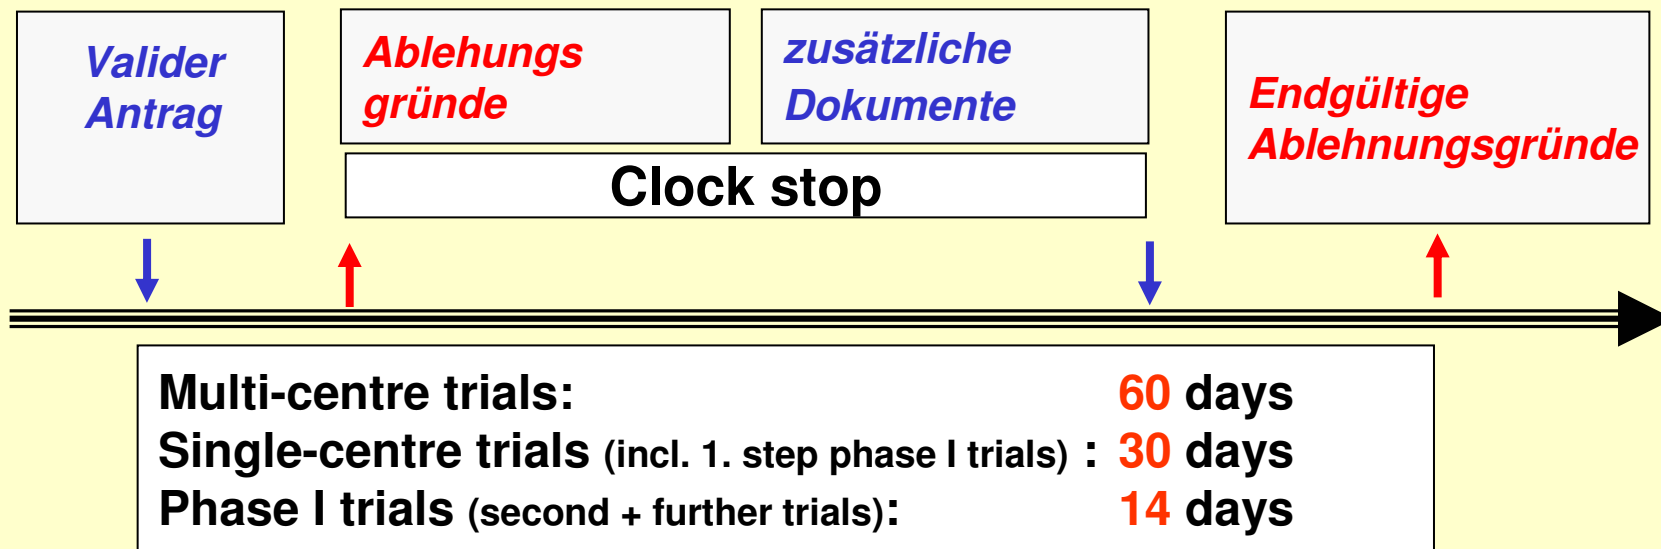 Valider
Antrag
Ablehungs
gründe
zusätzliche
Dokumente
Endgültige
Ablehnungsgründe
Clock stop
Multi-centre trials: 60 days
Single-centre trials (incl. 1. step phase I trials) : 30 days
Phase I trials (second + further trials): 14 days